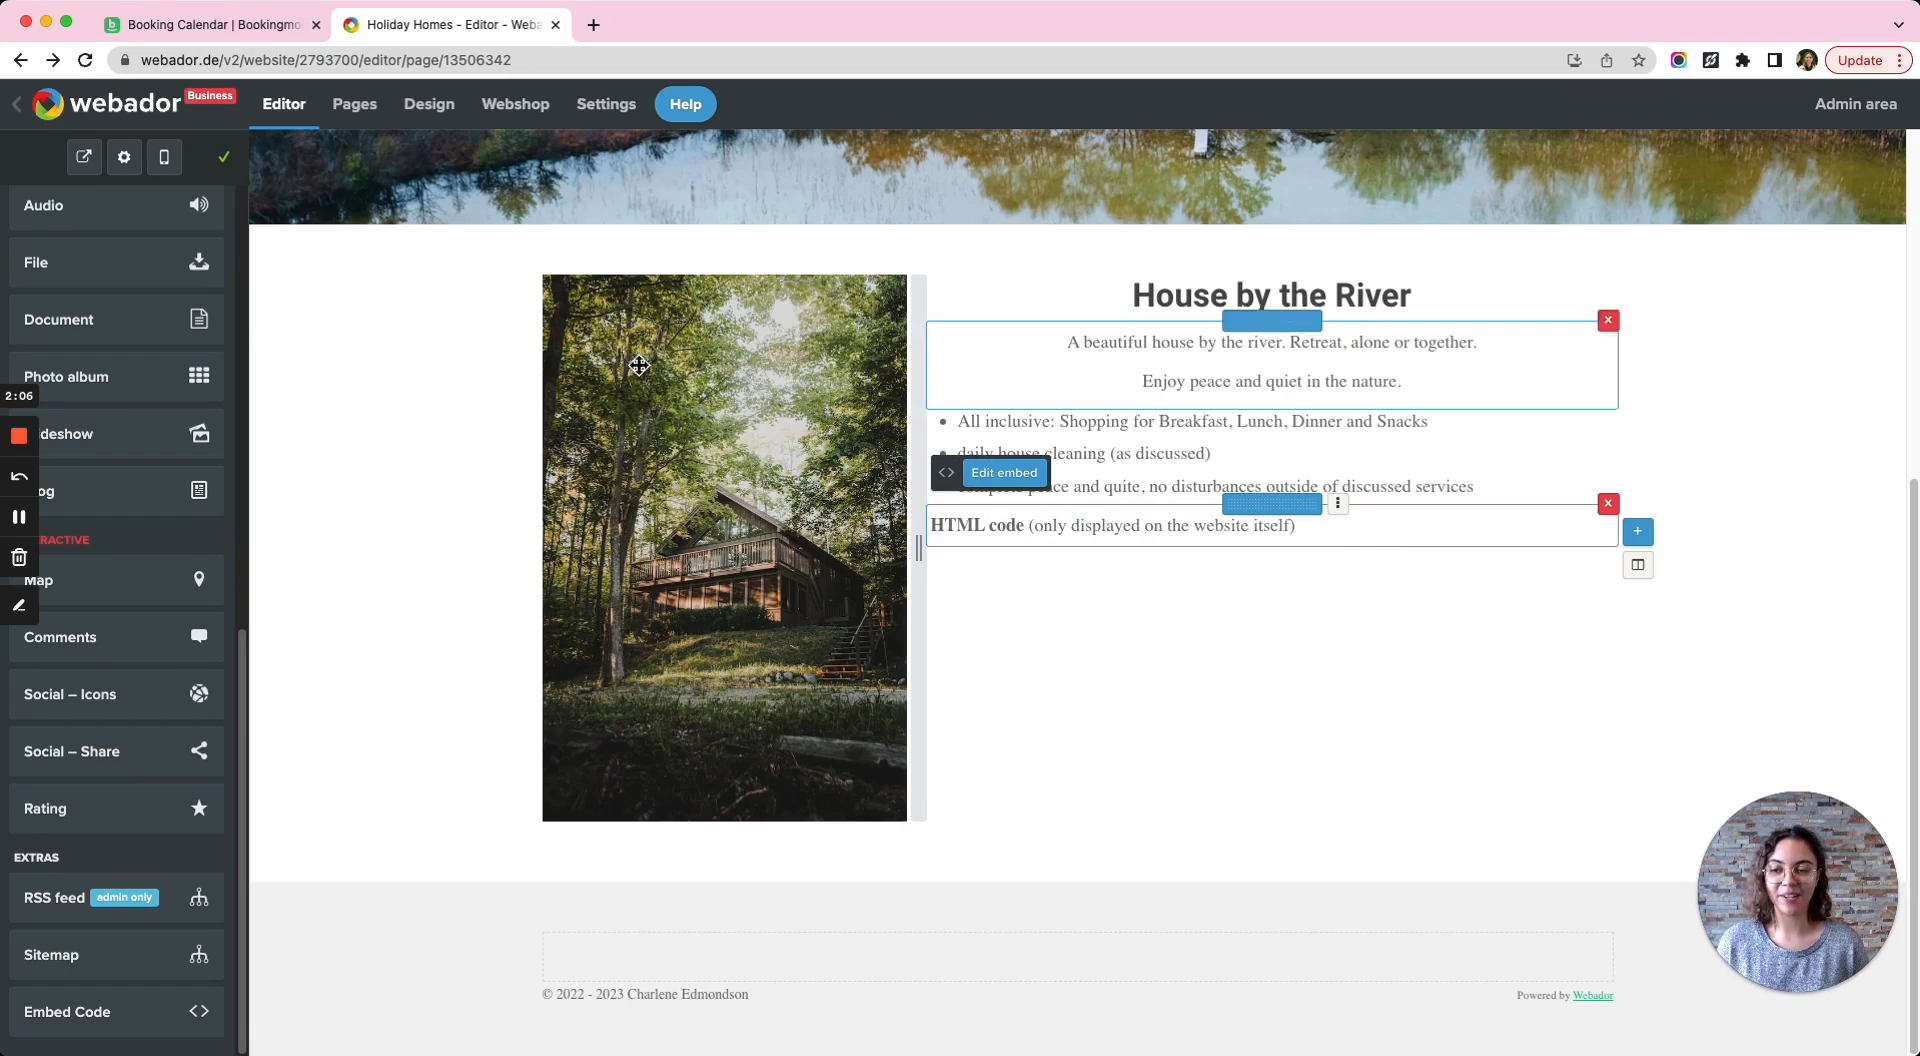 Booking Calendar | Bookingmo
Holiday Homes - Editor - Weba
webador.de/v2/website/2793700/editor/page/13506342
Update
webador Business
Editor
Pages
Design
Webshop
Settings
Help
Admin area
Audio
File
Document
Photo album
2:06
deshow
og
RACTIVE
Map
Comments
Social – Icons
Social – Share
Rating
EXTRAS
RSS feed admin only
Sitemap
Embed Code
House by the River
A beautiful house by the river. Retreat, alone or together.
Enjoy peace and quiet in the nature.
• All inclusive: Shopping for Breakfast, Lunch, Dinner and Snacks
• daily house cleaning (as discussed)
Edit embed
and quite, no disturbances outside of discussed services
HTML code (only displayed on the website itself)
© 2022 - 2023 Charlene Edmondson
Powered by Webador